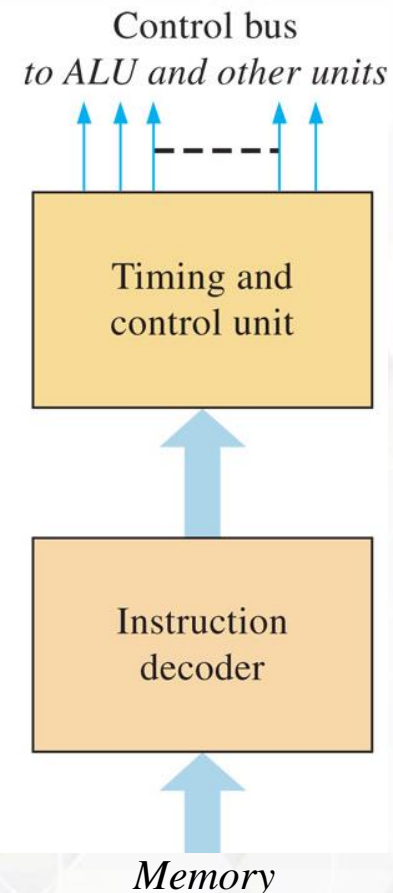 Control bus
to ALU and other units
Timing and
control unit
Instruction
decoder
Memory